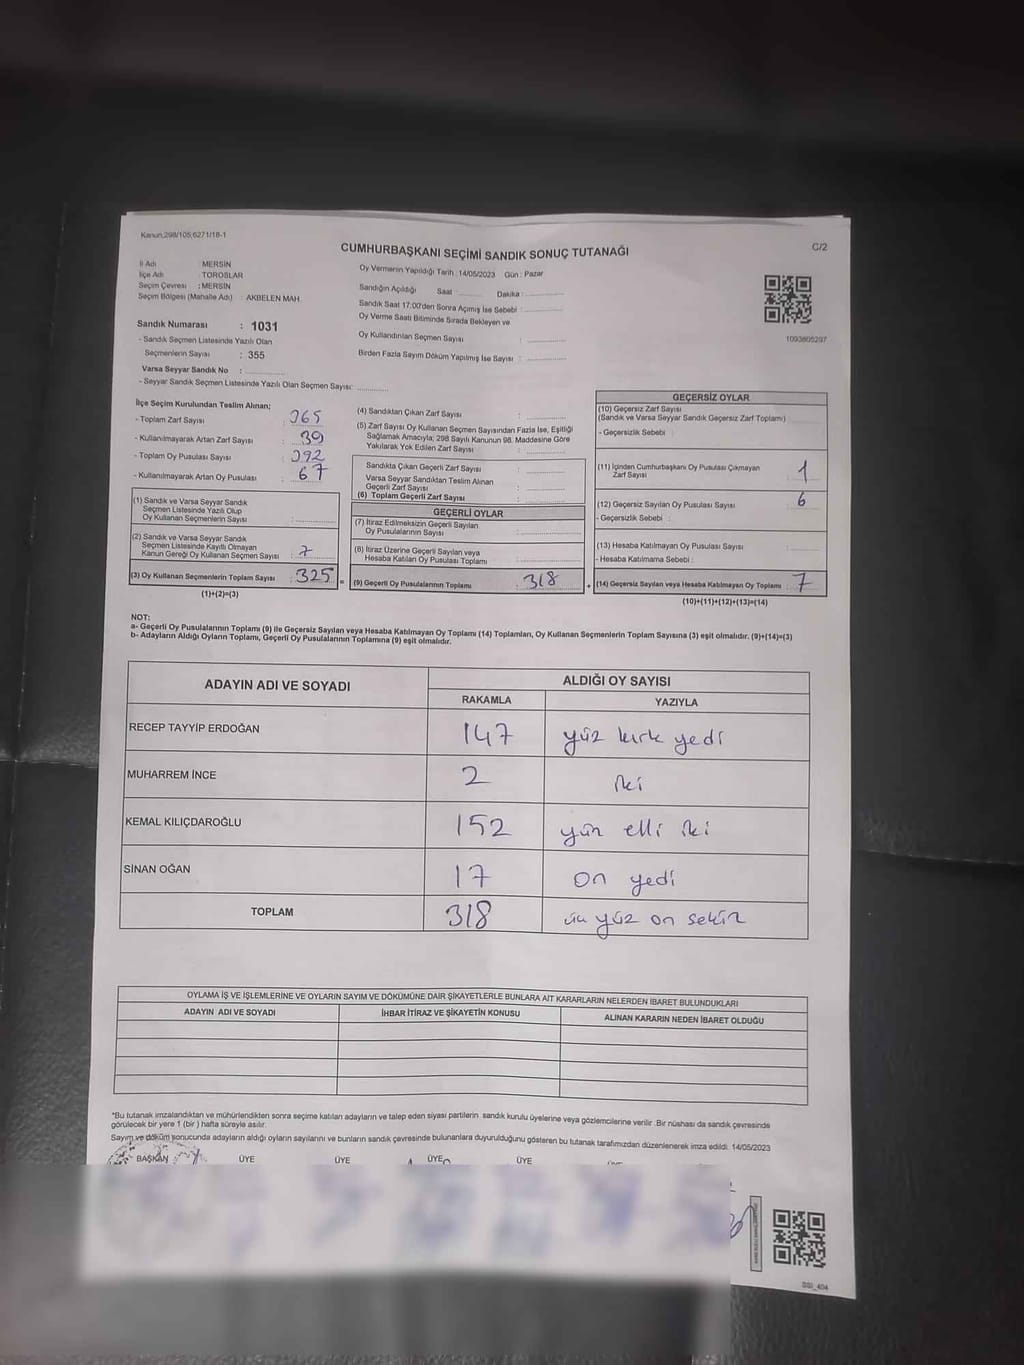 Kanun,298/105;6271/18-1
C/2
CUMHURBAŞKANI SEÇİMİ SANDIK SONUÇ TUTANAĞI
İl Adı : MERSİN
İlçe Adı : TOROSLAR
Seçim Çevresi : MERSİN
Seçim Bölgesi (Mahalle Adı) : AKBELEN MAH.
Sandık Numarası : 1031
- Sandık Seçmen Listesinde Yazılı Olan
Seçmenlerin Sayısı : 355
Varsa Seyyar Sandık No :
- Seyyar Sandık Seçmen Listesinde Yazılı Olan Seçmen Sayısı:
Oy Vermenin Yapıldığı Tarih : 14/05/2023 Gün : Pazar
Sandığın Açıldığı Saat : Dakika :
Sandık Saat 17:00'den Sonra Açımış İse Sebebi :
Oy Verme Saati Bitiminde Sırada Bekleyen ve
Oy Kullandırılan Seçmen Sayısı :
Birden Fazla Sayım Döküm Yapılmış İse Sayısı :
1093805297
İlçe Seçim Kurulundan Teslim Alınan;
- Toplam Zarf Sayısı : 365
- Kullanılmayarak Artan Zarf Sayısı : 39
- Toplam Oy Pusulası Sayısı : 392
- Kullanılmayarak Artan Oy Pusulası : 67
(1) Sandık ve Varsa Seyyar Sandık
Seçmen Listesinde Yazılı Olup
Oy Kullanan Seçmenlerin Sayısı :
(2) Sandık ve Varsa Seyyar Sandık
Seçmen Listesinde Kayıtlı Olmayan
Kanun Gereği Oy Kullanan Seçmen Sayısı : 7
(3) Oy Kullanan Seçmenlerin Toplam Sayısı : 325 =
(1)+(2)=(3)
(4) Sandıktan Çıkan Zarf Sayısı :
(5) Zarf Sayısı Oy Kullanan Seçmen Sayısından Fazla İse, Eşitliği
Sağlamak Amacıyla; 298 Sayılı Kanunun 98. Maddesine Göre
Yakılarak Yok Edilen Zarf Sayısı :
Sandıkta Çıkan Geçerli Zarf Sayısı :
Varsa Seyyar Sandıktan Teslim Alınan
Geçerli Zarf Sayısı :
(6) Toplam Geçerli Zarf Sayısı :
GEÇERLİ OYLAR
(7) İtiraz Edilmeksizin Geçerli Sayılan
Oy Pusulalarının Sayısı :
(8) İtiraz Üzerine Geçerli Sayılan veya
Hesaba Katılan Oy Pusulası Toplamı :
(9) Geçerli Oy Pusulalarının Toplamı : 318 +
GEÇERSİZ OYLAR
(10) Geçersiz Zarf Sayısı
(Sandık ve Varsa Seyyar Sandık Geçersiz Zarf Toplamı) :
- Geçersizlik Sebebi :
(11) İçinden Cumhurbaşkanı Oy Pusulası Çıkmayan
Zarf Sayısı : 1
(12) Geçersiz Sayılan Oy Pusulası Sayısı : 6
- Geçersizlik Sebebi :
(13) Hesaba Katılmayan Oy Pusulası Sayısı :
- Hesaba Katılmama Sebebi :
(14) Geçersiz Sayılan veya Hesaba Katılmayan Oy Toplamı : 7
(10)+(11)+(12)+(13)=(14)
NOT:
a- Geçerli Oy Pusulalarının Toplamı (9) ile Geçersiz Sayılan veya Hesaba Katılmayan Oy Toplamı (14) Toplamları, Oy Kullanan Seçmenlerin Toplam Sayısına (3) eşit olmalıdır. (9)+(14)=(3)
b- Adayların Aldığı Oyların Toplamı, Geçerli Oy Pusulalarının Toplamına (9) eşit olmalıdır.
ADAYIN ADI VE SOYADI ALDIĞI OY SAYISI
RAKAMLA YAZIYLA
RECEP TAYYİP ERDOĞAN 147 yüz kırk yedi
MUHARREM İNCE 2 iki
KEMAL KILIÇDAROĞLU 152 yüz elli iki
SİNAN OĞAN 17 on yedi
TOPLAM 318 üç yüz on sekiz
OYLAMA İŞ VE İŞLEMLERİNE VE OYLARIN SAYIM VE DÖKÜMÜNE DAİR ŞİKAYETLERLE BUNLARA AİT KARARLARIN NELERDEN İBARET BULUNDUKLARI
ADAYIN ADI VE SOYADI İHBAR İTİRAZ VE ŞİKAYETİN KONUSU ALINAN KARARIN NEDEN İBARET OLDUĞU
*Bu tutanak imzalandıktan ve mühürlendikten sonra seçime katılan adayların ve talep eden siyasi partilerin sandık kurulu üyelerine veya gözlemcilerine verilir. Bir nüshası da sandık çevresinde
görülecek bir yere 1 (bir) hafta süreyle asılır.
Sayım ve döküm sonucunda adayların aldığı oyların sayılarını ve bunların sandık çevresinde bulunanlara duyurulduğunu gösteren bu tutanak tarafımızdan düzenlenerek imza edildi. 14/05/2023
BAŞKAN ÜYE ÜYE ÜYE ÜYE
SSİ_404